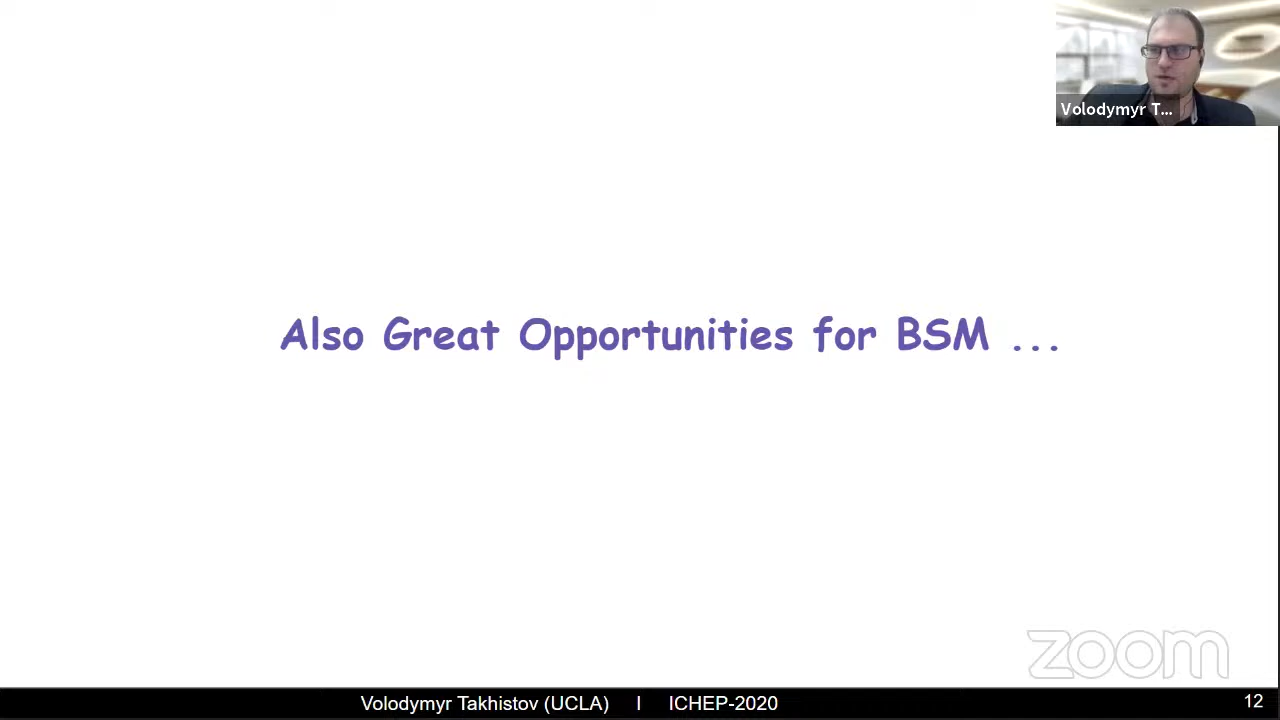 Volodymyr T...
Also Great Opportunities for BSM ...
zoom
Volodymyr Takhistov (UCLA) I ICHEP-2020
12